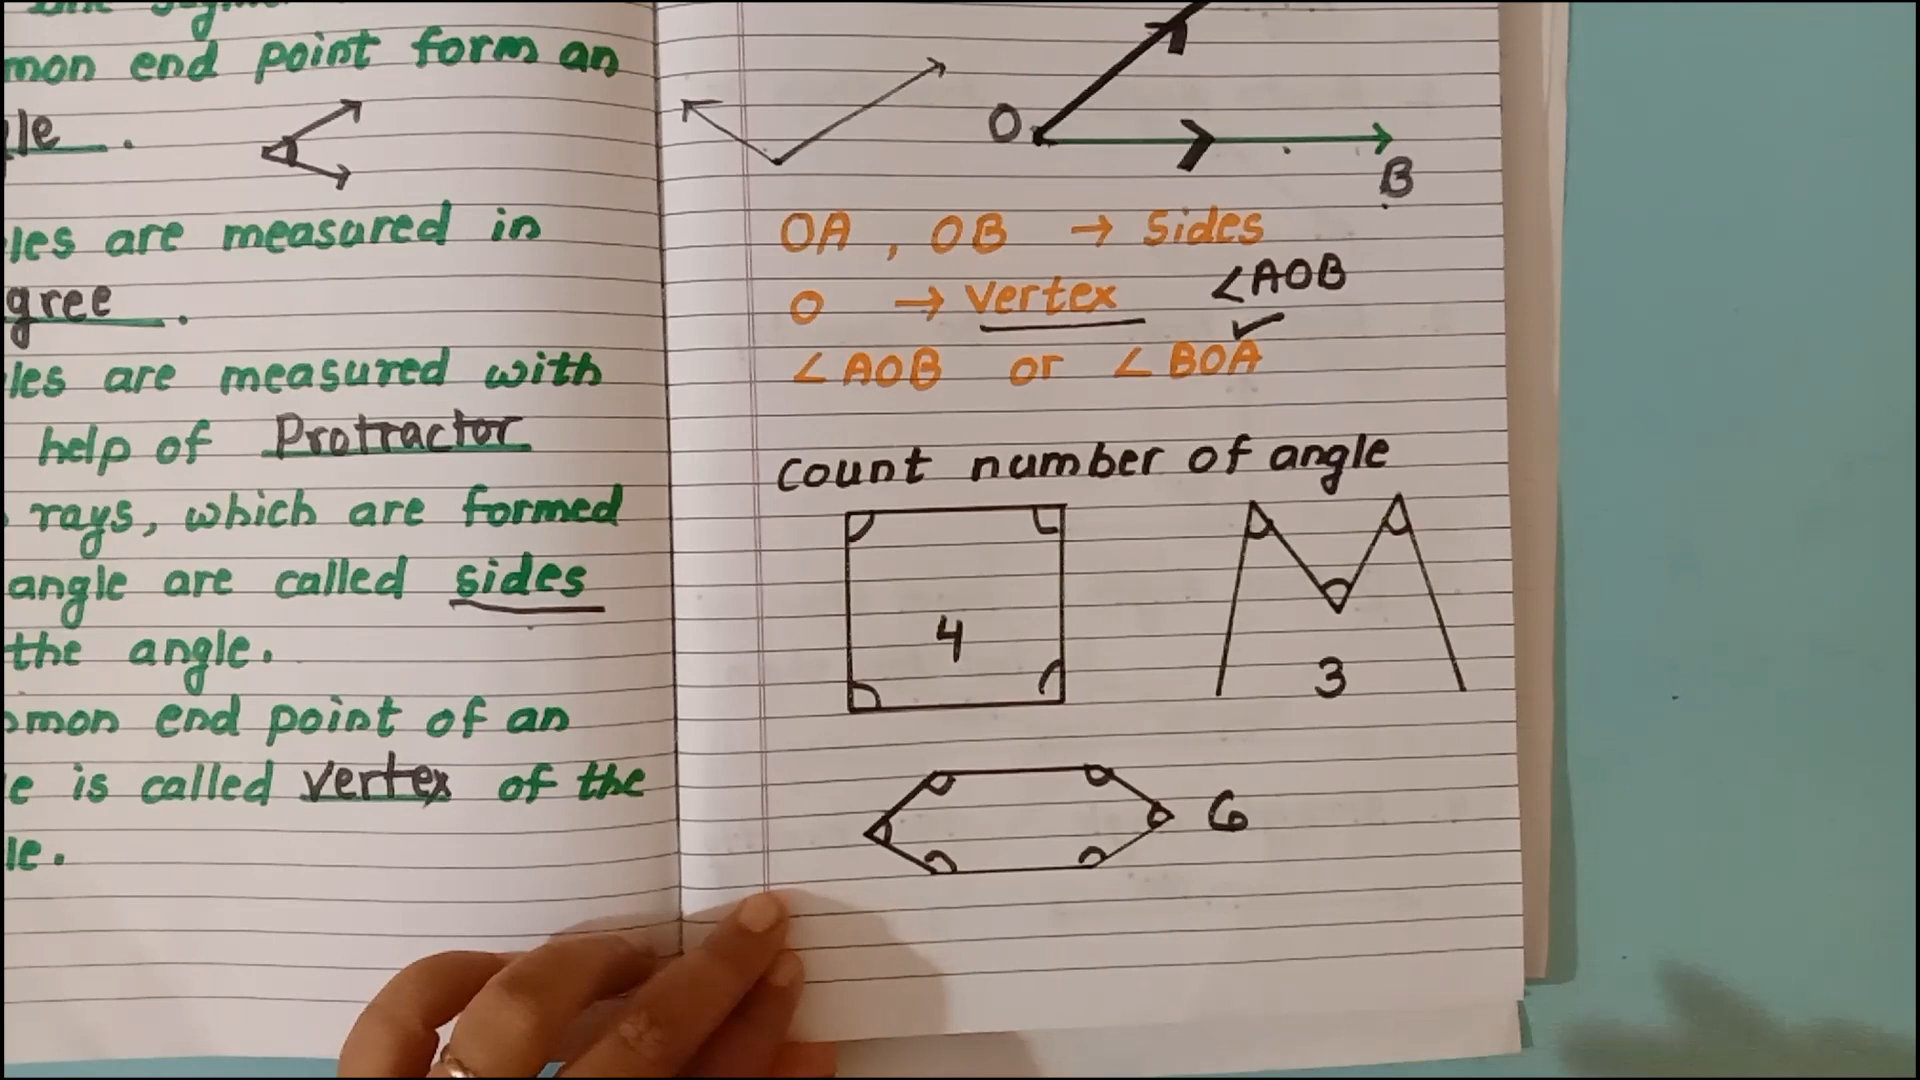 mon end point form an
le.
les are measured in
gree.
les are measured with
help of Protractor
rays, which are formed
angle are called sides
the angle.
mon end point of an
e is called vertex of the
le.
O
B
OA, OB → Sides
O → vertex ∠AOB
∠AOB or ∠BOA
count number of angle
4
3
6